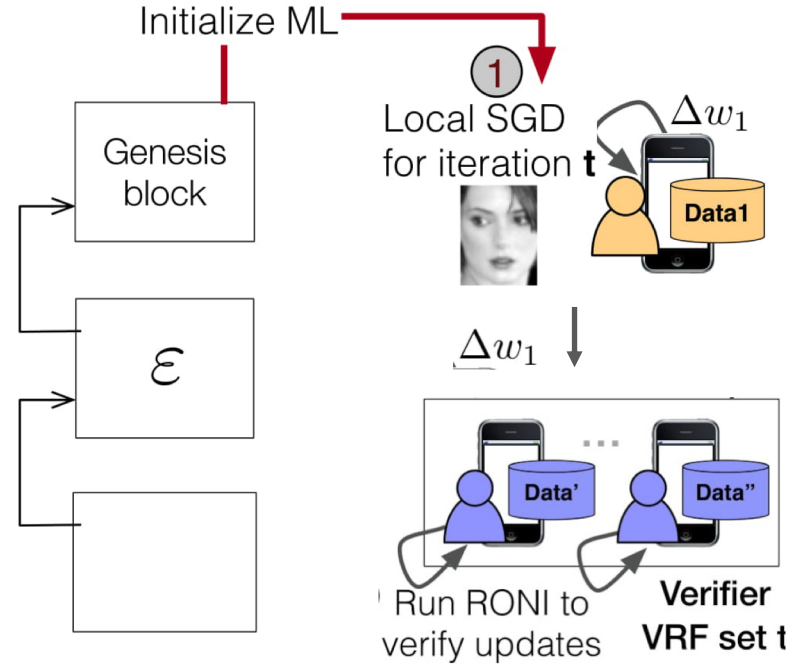 Initialize ML
1
Local SGD
for iteration t
Δw₁
Data1
Genesis
block
Δw₁
ε
...
Data'
Data''
Run RONI to
verify updates
Verifier
VRF set t